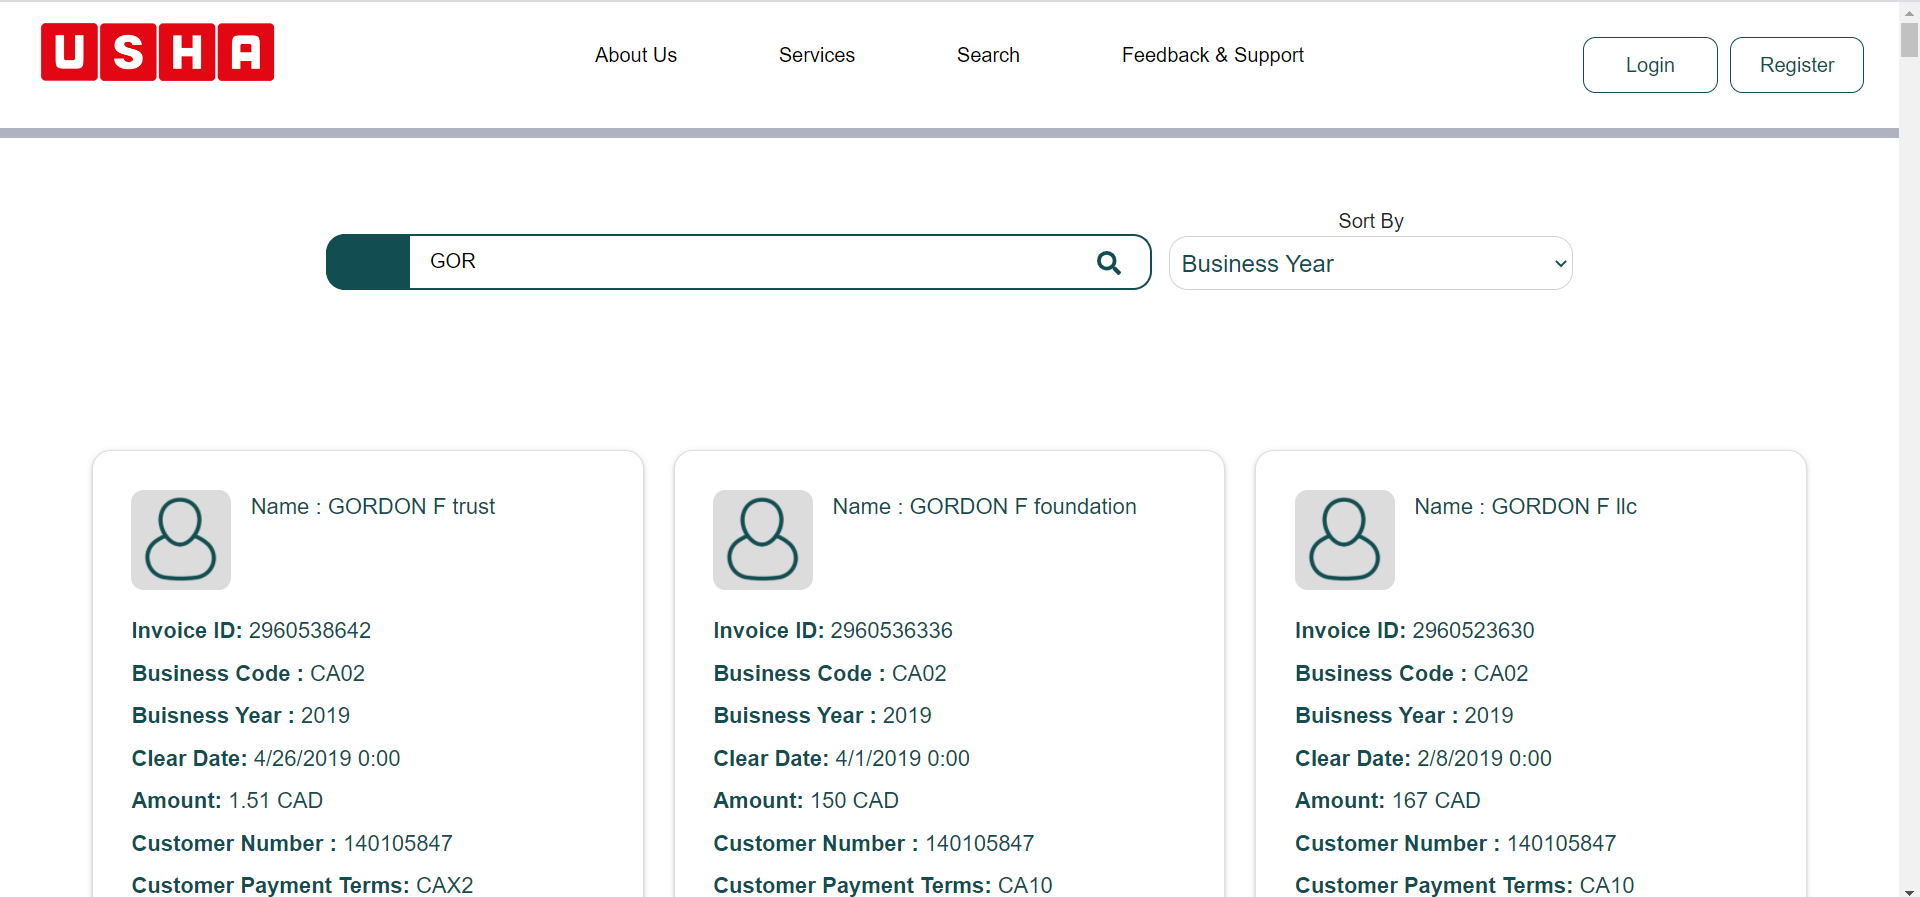 USHA
About Us Services Search Feedback & Support
Login Register
Sort By
GOR
Business Year
Name : GORDON F trust
Invoice ID: 2960538642
Business Code : CA02
Buisness Year : 2019
Clear Date: 4/26/2019 0:00
Amount: 1.51 CAD
Customer Number : 140105847
Customer Payment Terms: CAX2
Name : GORDON F foundation
Invoice ID: 2960536336
Business Code : CA02
Buisness Year : 2019
Clear Date: 4/1/2019 0:00
Amount: 150 CAD
Customer Number : 140105847
Customer Payment Terms: CA10
Name : GORDON F llc
Invoice ID: 2960523630
Business Code : CA02
Buisness Year : 2019
Clear Date: 2/8/2019 0:00
Amount: 167 CAD
Customer Number : 140105847
Customer Payment Terms: CA10